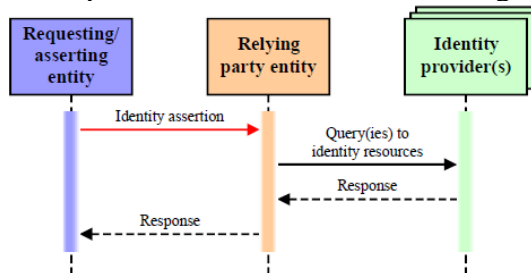 Requesting/
asserting
entity
Relying
party entity
Identity
provider(s)
Identity assertion
Query(ies) to
identity resources
Response
Response